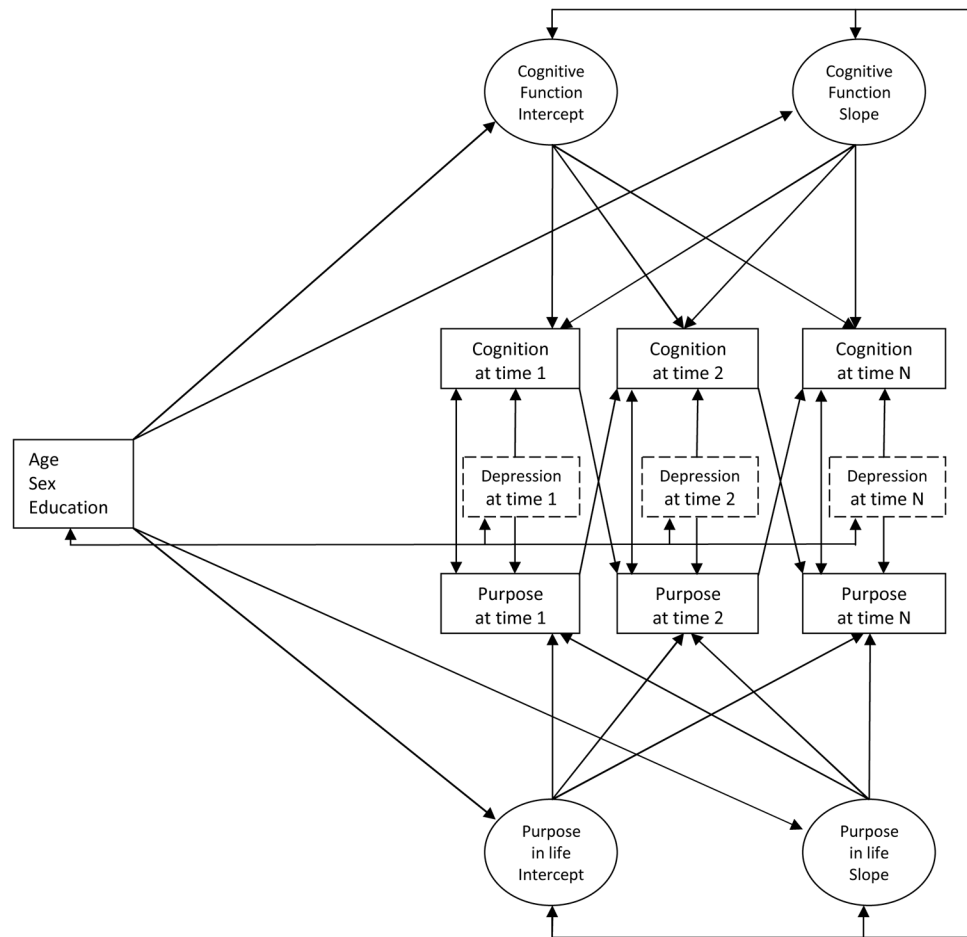 Cognitive
Function
Intercept
Cognitive
Function
Slope
Cognition
at time 1
Cognition
at time 2
Cognition
at time N
Age
Sex
Education
Depression
at time 1
Depression
at time 2
Depression
at time N
Purpose
at time 1
Purpose
at time 2
Purpose
at time N
Purpose
in life
Intercept
Purpose
in life
Slope